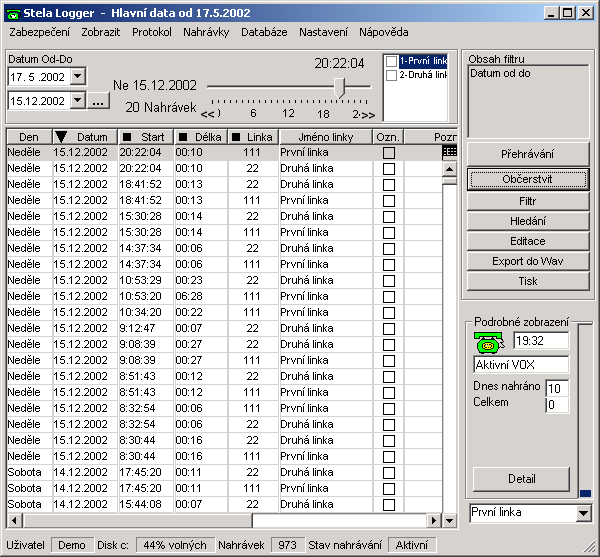 Stela Logger - Hlavní data od 17.5.2002
Zabezpečení Zobrazit Protokol Nahrávky Databáze Nastavení Nápověda
Datum Od-Do
17. 5 .2002
15.12.2002 ...
Ne 15.12.2002
20 Nahrávek
20:22:04
<< 0 6 12 18 2 >>
1-První link
2-Druhá link
Obsah filtru
Datum od do
Přehrávání
Občerstvit
Filtr
Hledání
Editace
Export do Wav
Tisk
Den Datum Start Délka Linka Jméno linky Ozn. Pozn
Neděle 15.12.2002 20:22:04 00:10 111 První linka
Neděle 15.12.2002 20:22:04 00:10 22 Druhá linka
Neděle 15.12.2002 18:41:52 00:13 22 Druhá linka
Neděle 15.12.2002 18:41:52 00:13 111 První linka
Neděle 15.12.2002 15:30:28 00:14 22 Druhá linka
Neděle 15.12.2002 15:30:28 00:14 111 První linka
Neděle 15.12.2002 14:37:34 00:06 22 Druhá linka
Neděle 15.12.2002 14:37:34 00:06 111 První linka
Neděle 15.12.2002 10:53:29 00:23 22 Druhá linka
Neděle 15.12.2002 10:53:20 06:28 111 První linka
Neděle 15.12.2002 10:34:20 00:22 111 První linka
Neděle 15.12.2002 9:12:47 00:07 22 Druhá linka
Neděle 15.12.2002 9:08:39 00:27 22 Druhá linka
Neděle 15.12.2002 9:08:39 00:27 111 První linka
Neděle 15.12.2002 8:51:43 00:12 22 Druhá linka
Neděle 15.12.2002 8:51:43 00:12 111 Druhá linka
Neděle 15.12.2002 8:32:54 00:06 111 První linka
Neděle 15.12.2002 8:32:54 00:06 22 Druhá linka
Neděle 15.12.2002 8:30:44 00:16 22 Druhá linka
Neděle 15.12.2002 8:30:44 00:16 111 První linka
Sobota 14.12.2002 17:45:20 00:11 22 Druhá linka
Sobota 14.12.2002 17:45:20 00:11 111 První linka
Sobota 14.12.2002 15:44:08 00:07 22 Druhá linka
Podrobné zobrazení
19:32
Aktivní VOX
Dnes nahráno 10
Celkem 0
Detail
První linka
Uživatel Demo Disk c: 44% volných Nahrávek 973 Stav nahrávání Aktivní